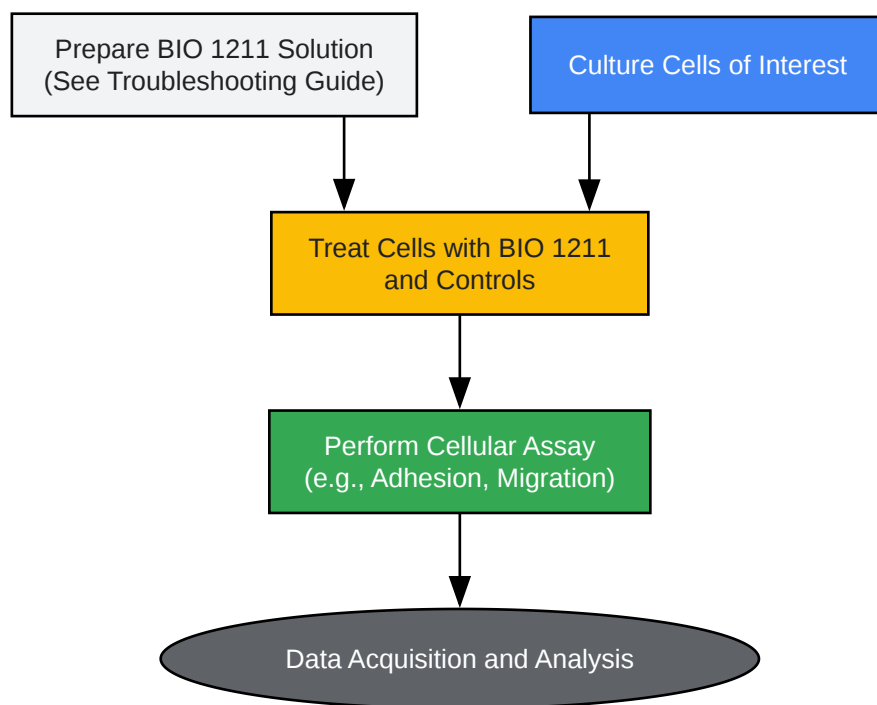 Prepare BIO 1211 Solution
(See Troubleshooting Guide)
Culture Cells of Interest
Treat Cells with BIO 1211
and Controls
Perform Cellular Assay
(e.g., Adhesion, Migration)
Data Acquisition and Analysis